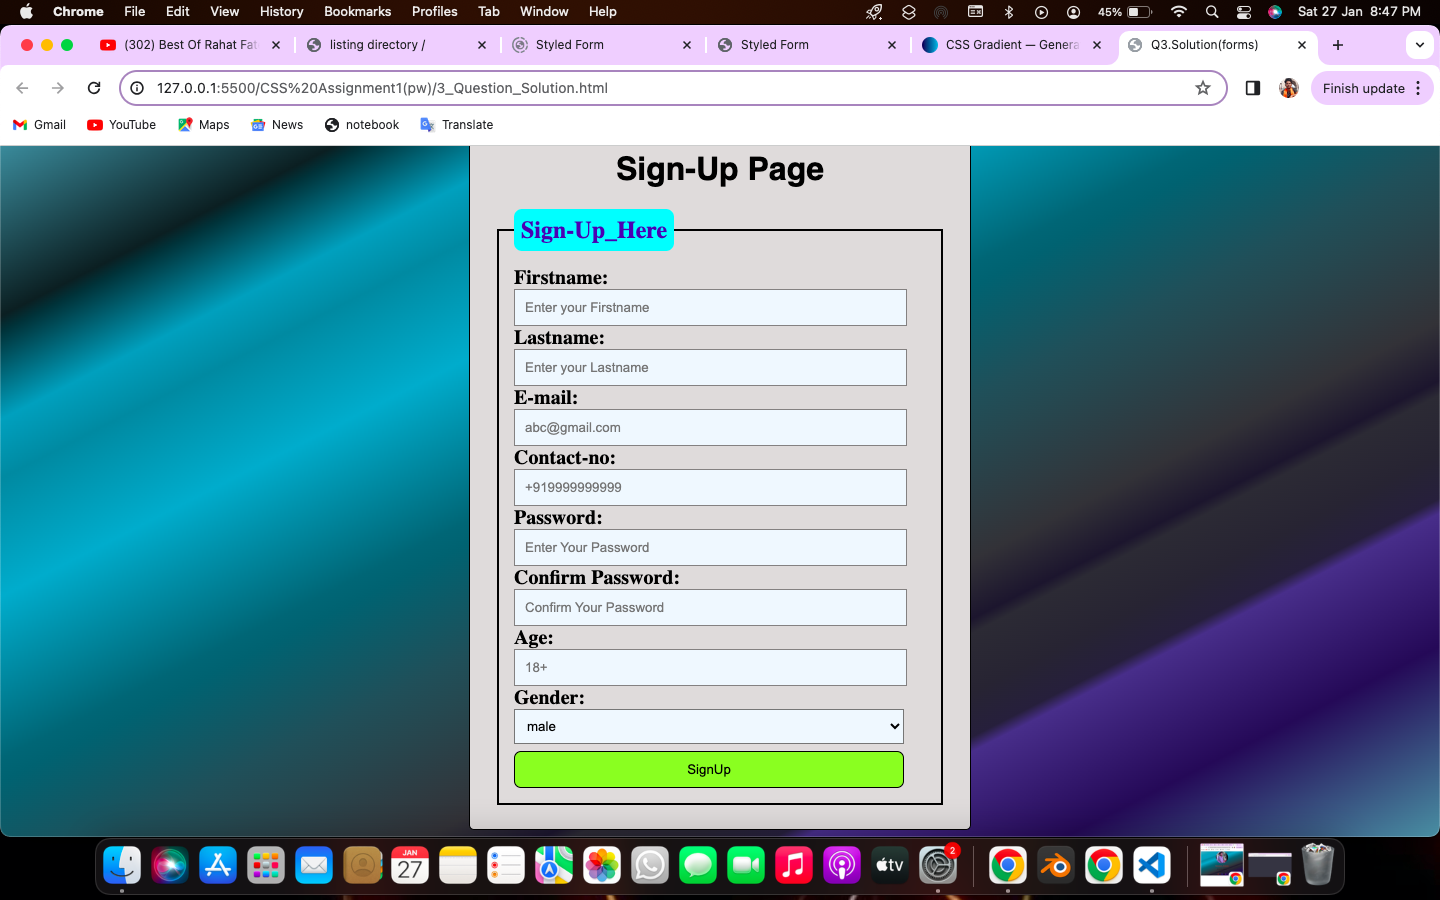 Chrome File Edit View History Bookmarks Profiles Tab Window Help 45% Sat 27 Jan 8:47 PM
(302) Best Of Rahat Fat listing directory / Styled Form Styled Form CSS Gradient — Genera Q3.Solution(forms)
127.0.0.1:5500/CSS%20Assignment1(pw)/3_Question_Solution.html Finish update
Gmail YouTube Maps News notebook Translate
Sign-Up Page
Sign-Up_Here
Firstname:
Enter your Firstname
Lastname:
Enter your Lastname
E-mail:
abc@gmail.com
Contact-no:
+919999999999
Password:
Enter Your Password
Confirm Password:
Confirm Your Password
Age:
18+
Gender:
male
SignUp
JAN
27
tv
2